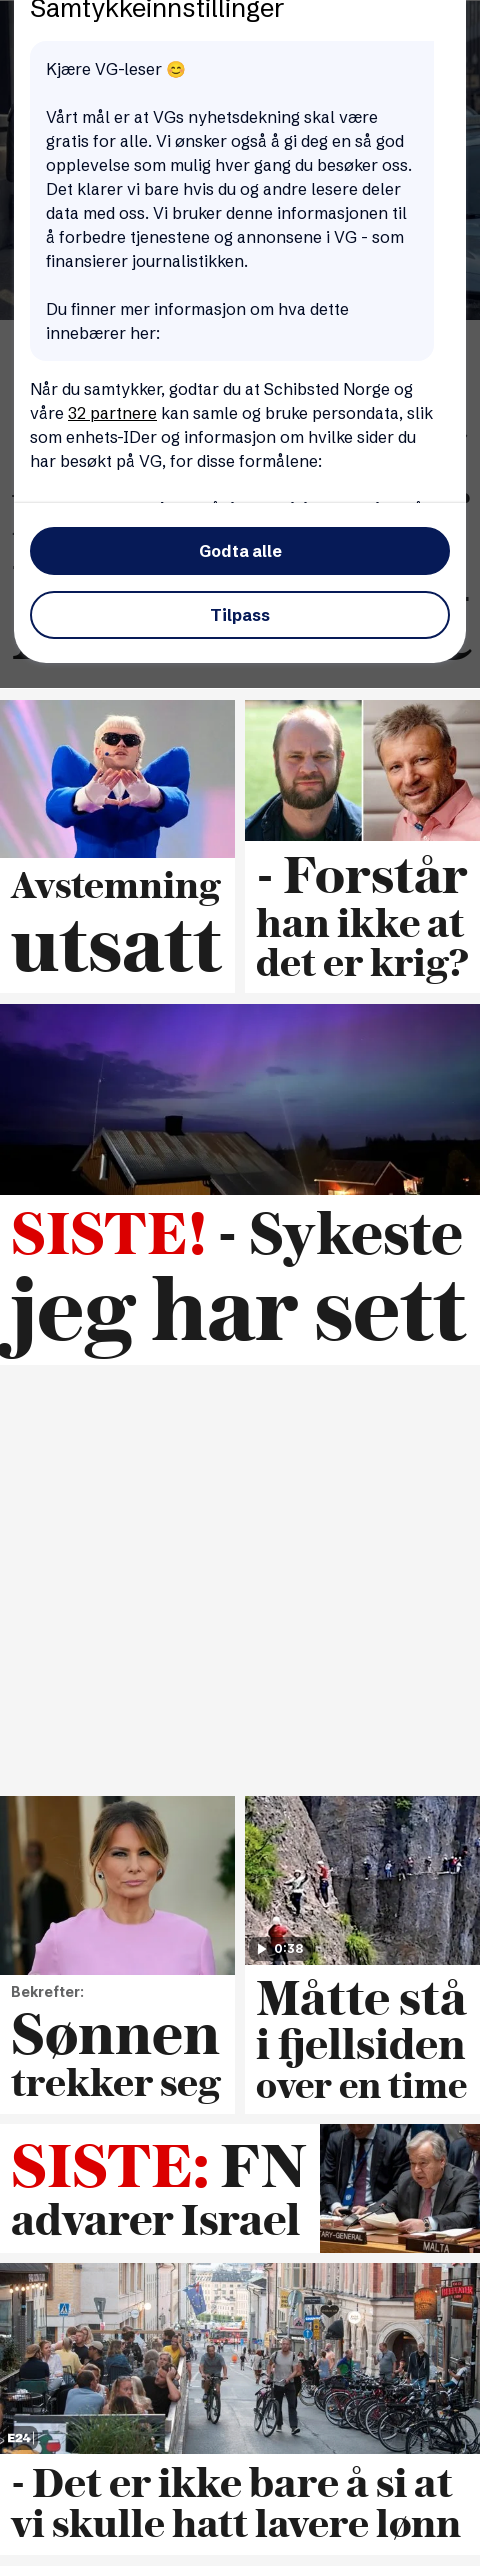 Samtykkeinnstillinger
Kjære VG-leser 😊
Vårt mål er at VGs nyhetsdekning skal være
gratis for alle. Vi ønsker også å gi deg en så god
opplevelse som mulig hver gang du besøker oss.
Det klarer vi bare hvis du og andre lesere deler
data med oss. Vi bruker denne informasjonen til
å forbedre tjenestene og annonsene i VG - som
finansierer journalistikken.
Du finner mer informasjon om hva dette
innebærer her:
Når du samtykker, godtar du at Schibsted Norge og
våre 32 partnere kan samle og bruke persondata, slik
som enhets-IDer og informasjon om hvilke sider du
har besøkt på VG, for disse formålene:
Godta alle
Tilpass
Avstemning
utsatt
- Forstår
han ikke at
det er krig?
SISTE! - Sykeste
jeg har sett
Bekrefter:
Sønnen
trekker seg
0:38
Måtte stå
i fjellsiden
over en time
SISTE: FN
advarer Israel
ARY-GENERAL
MALTA
E24
- Det er ikke bare å si at
vi skulle hatt lavere lønn